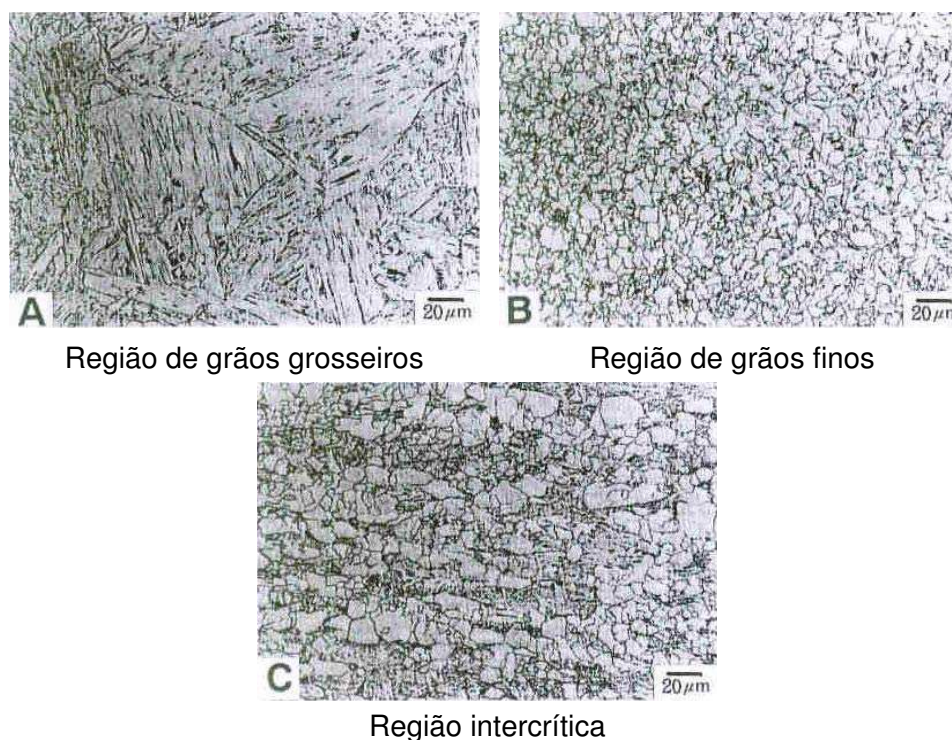 A
20 μm
B
20 μm
Região de grãos grosseiros
Região de grãos finos
C
20 μm
Região intercrítica